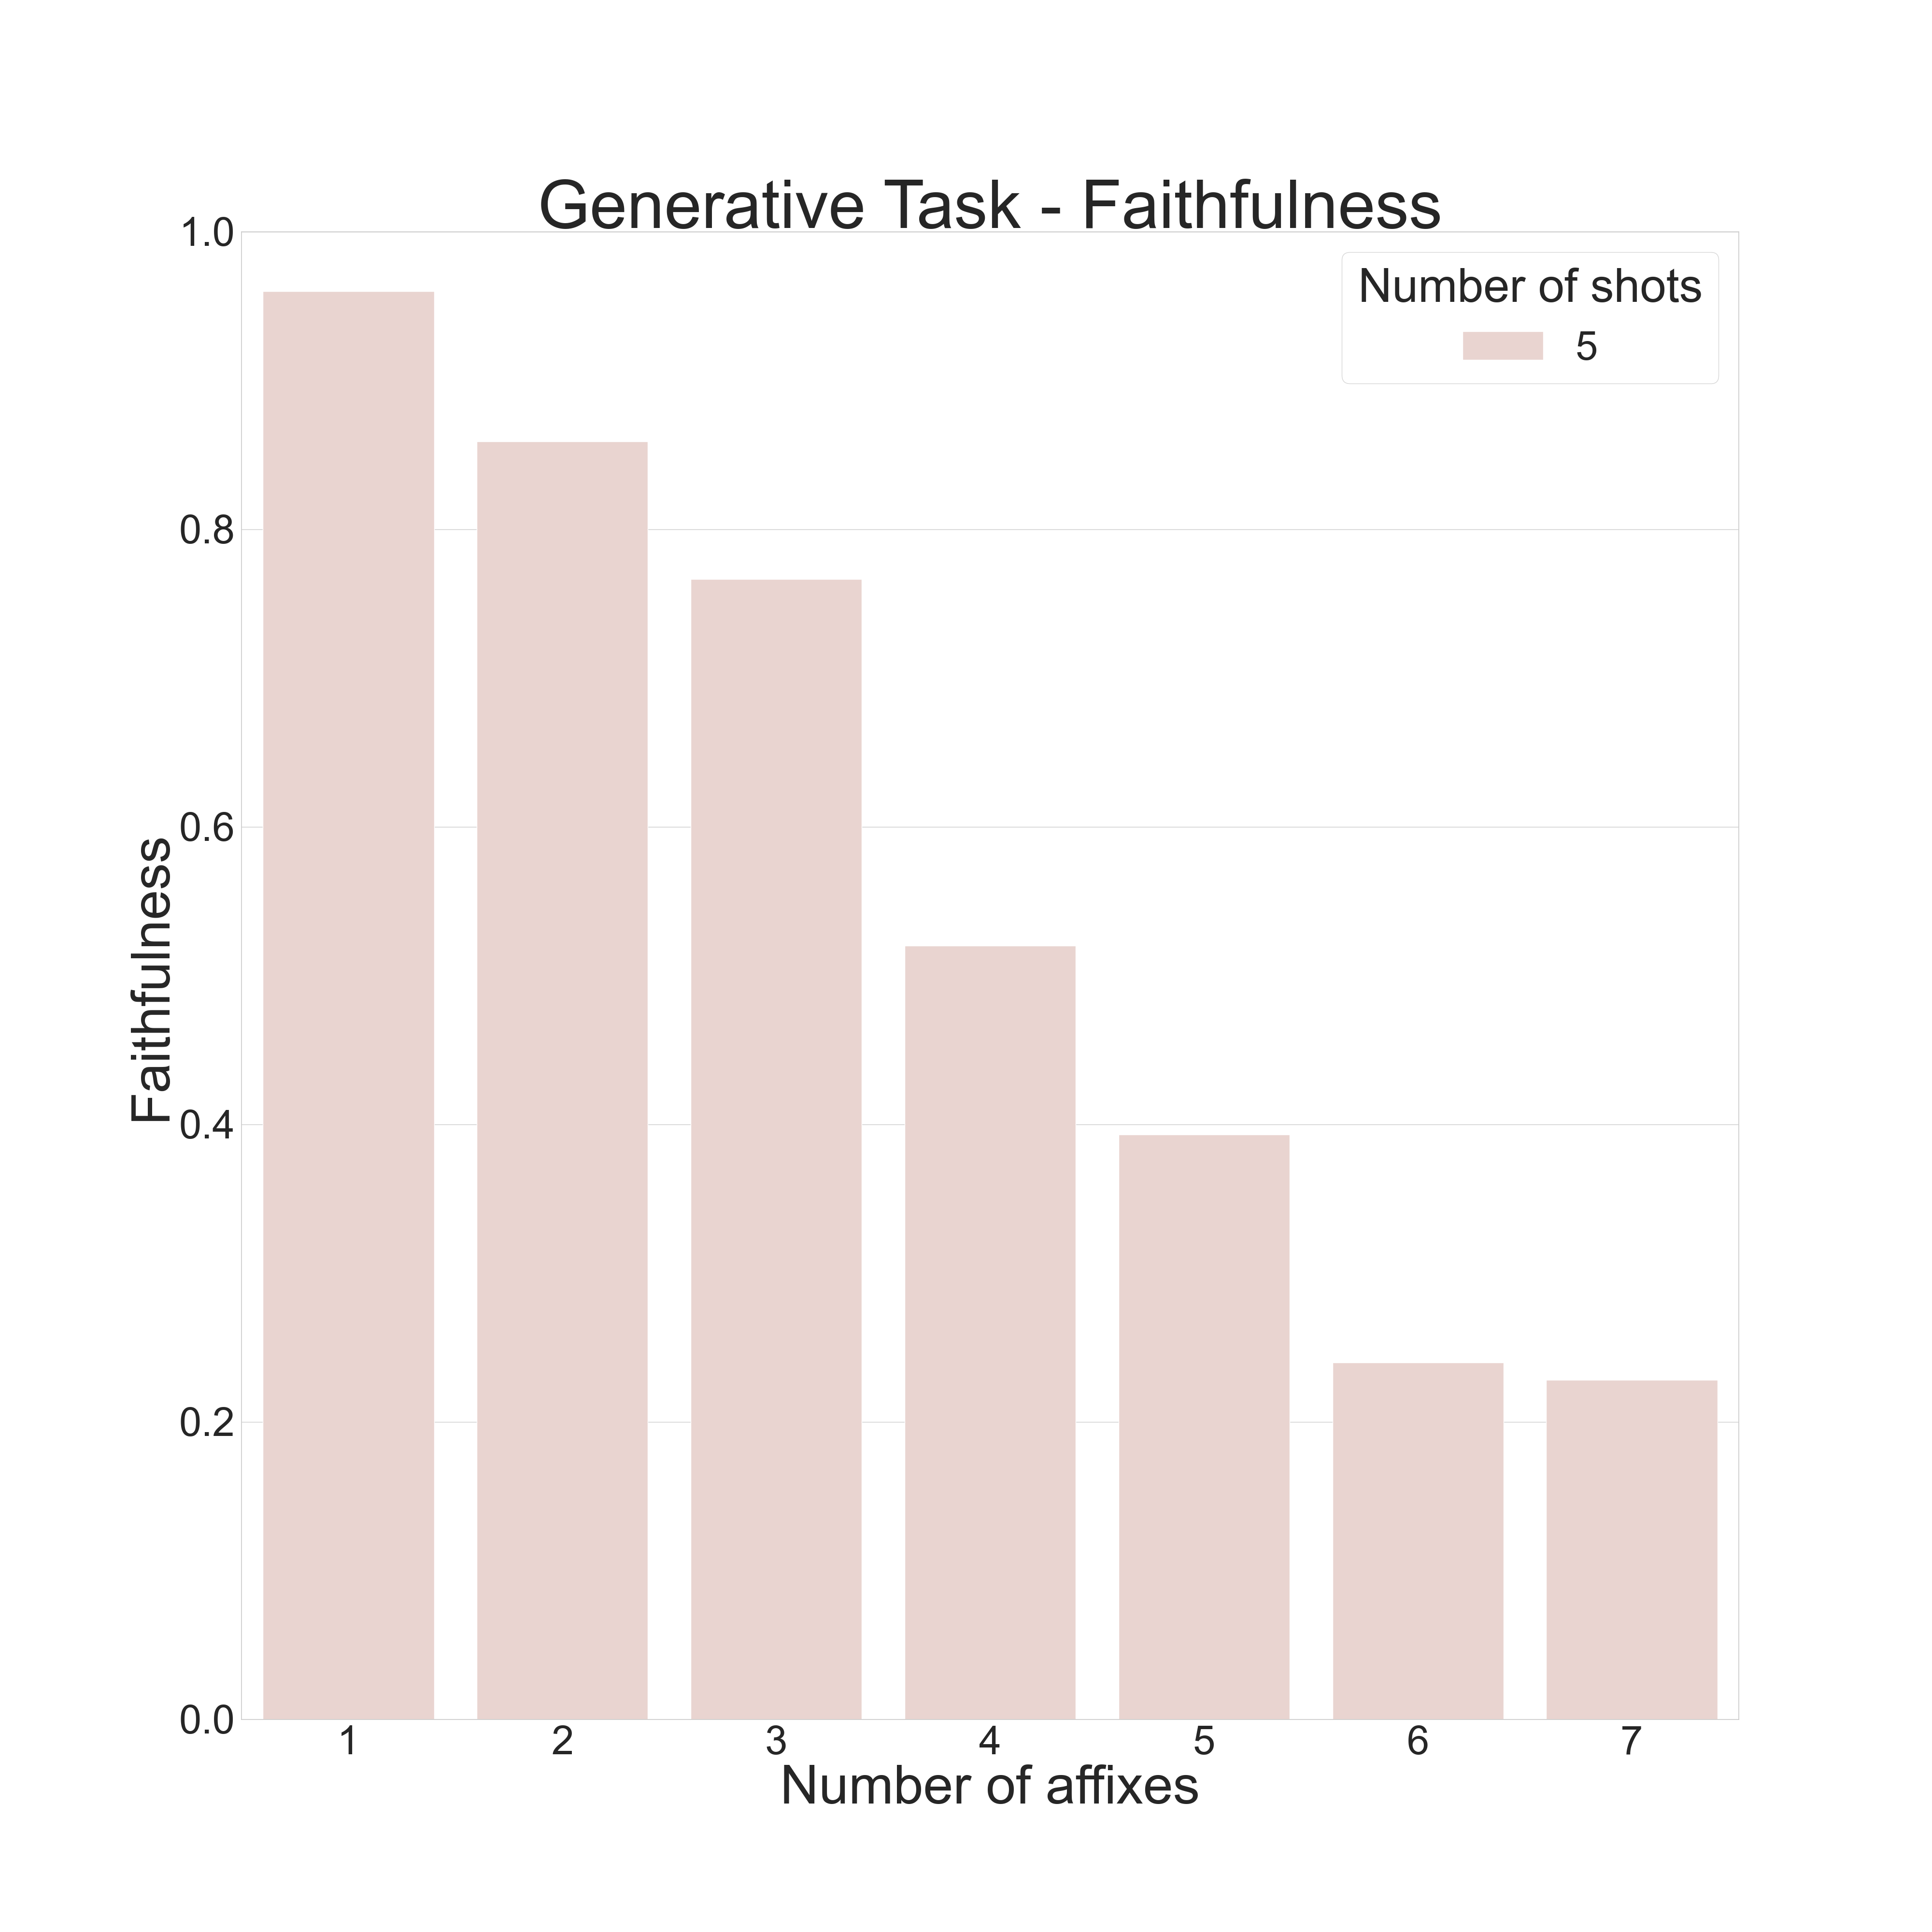 Generative Task - Faithfulness
Number of shots
5
Faithfulness
1.0
0.8
0.6
0.4
0.2
0.0
1 2 3 4 5 6 7
Number of affixes